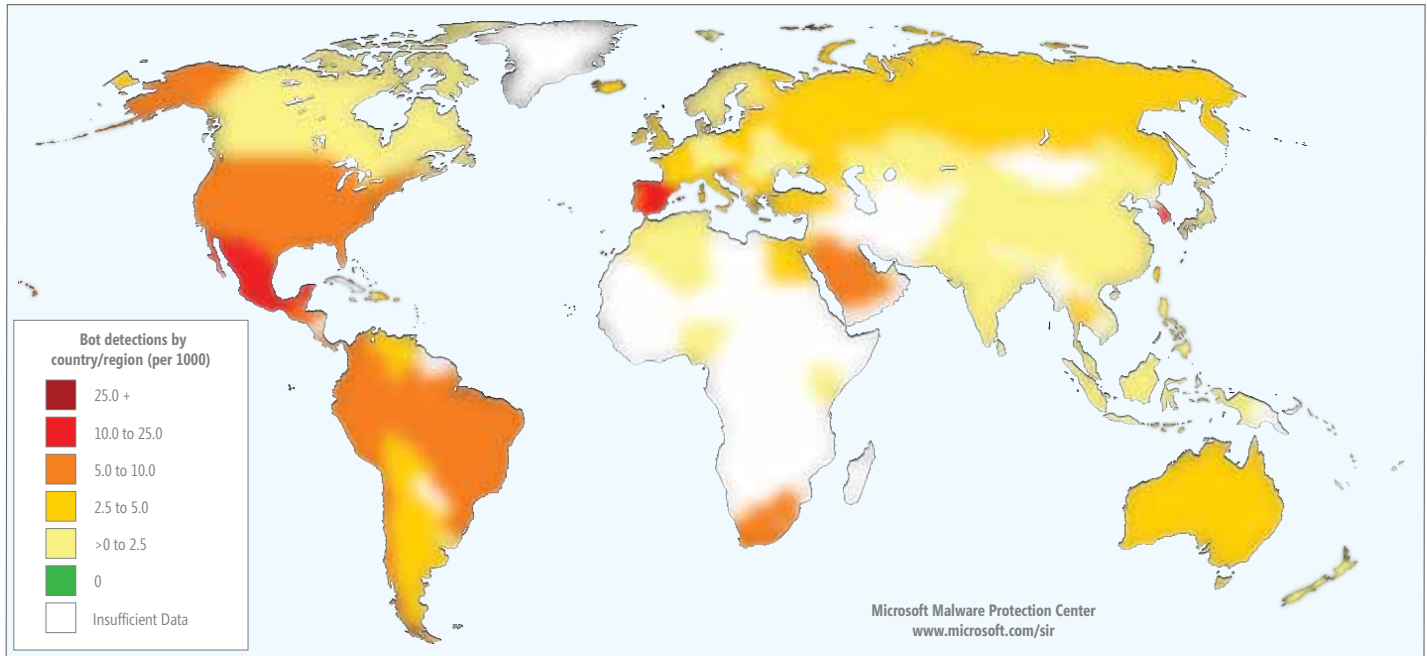 Bot detections by
country/region (per 1000)
25.0 +
10.0 to 25.0
5.0 to 10.0
2.5 to 5.0
>0 to 2.5
0
Insufficient Data
Microsoft Malware Protection Center
www.microsoft.com/sir